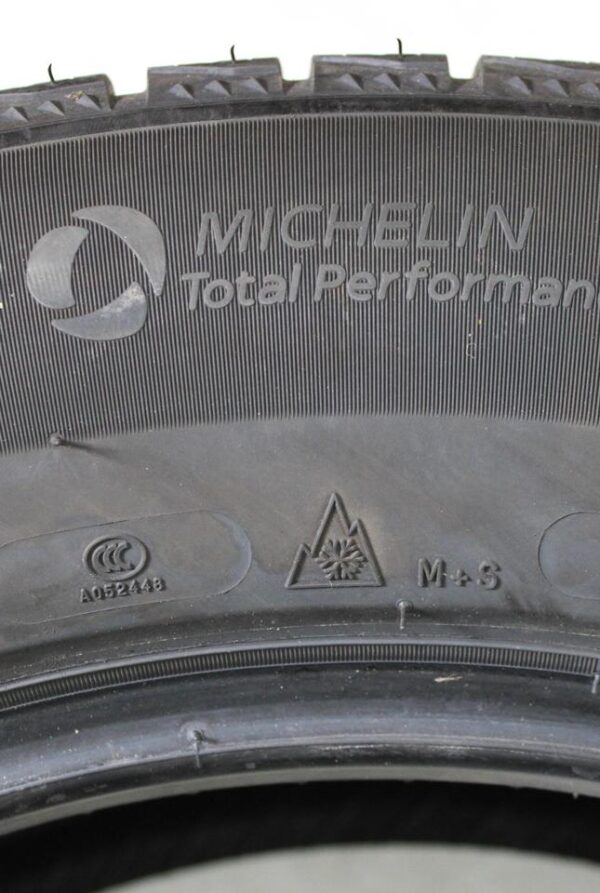 MICHELIN
Total Performan
CCC
A052448
M+S